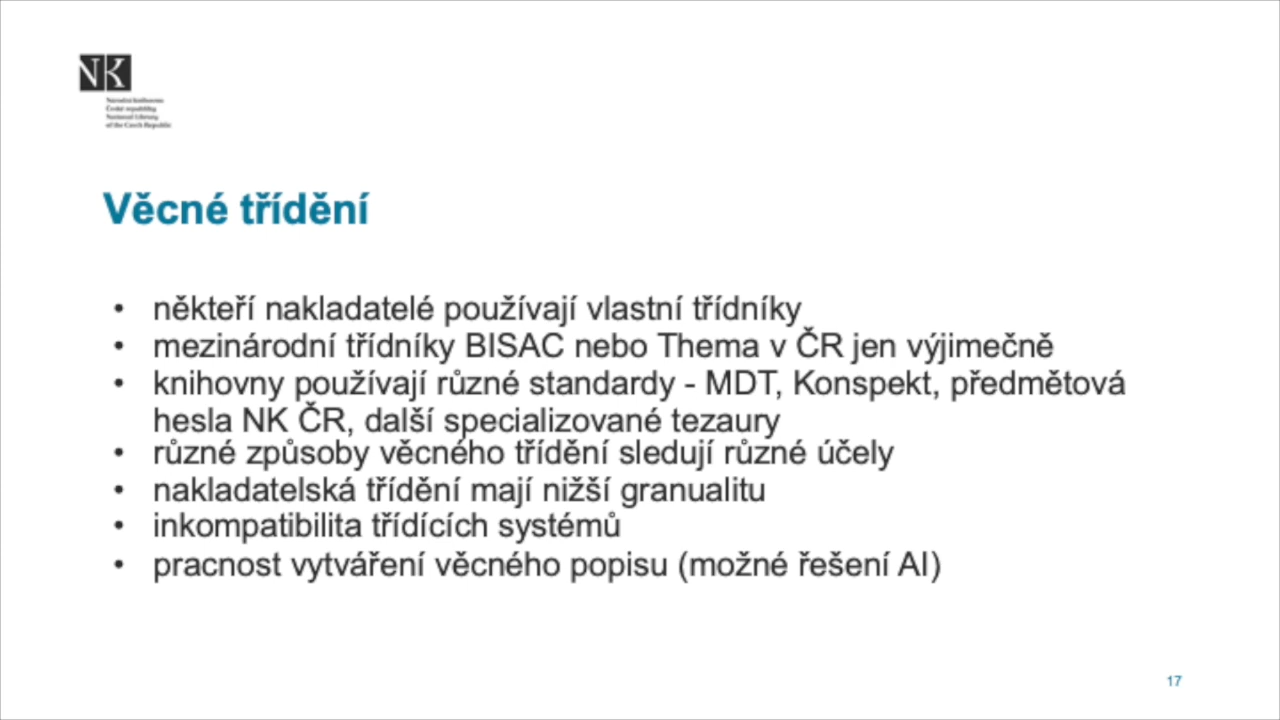 NK
Národní knihovna
České republiky
National Library
of the Czech Republic
Věcné třídění
• někteří nakladatelé používají vlastní třídníky
• mezinárodní třídníky BISAC nebo Thema v ČR jen výjimečně
• knihovny používají různé standardy - MDT, Konspekt, předmětová
hesla NK ČR, další specializované tezaury
• různé způsoby věcného třídění sledují různé účely
• nakladatelská třídění mají nižší granualitu
• inkompatibilita třídících systémů
• pracnost vytváření věcného popisu (možné řešení AI)
17